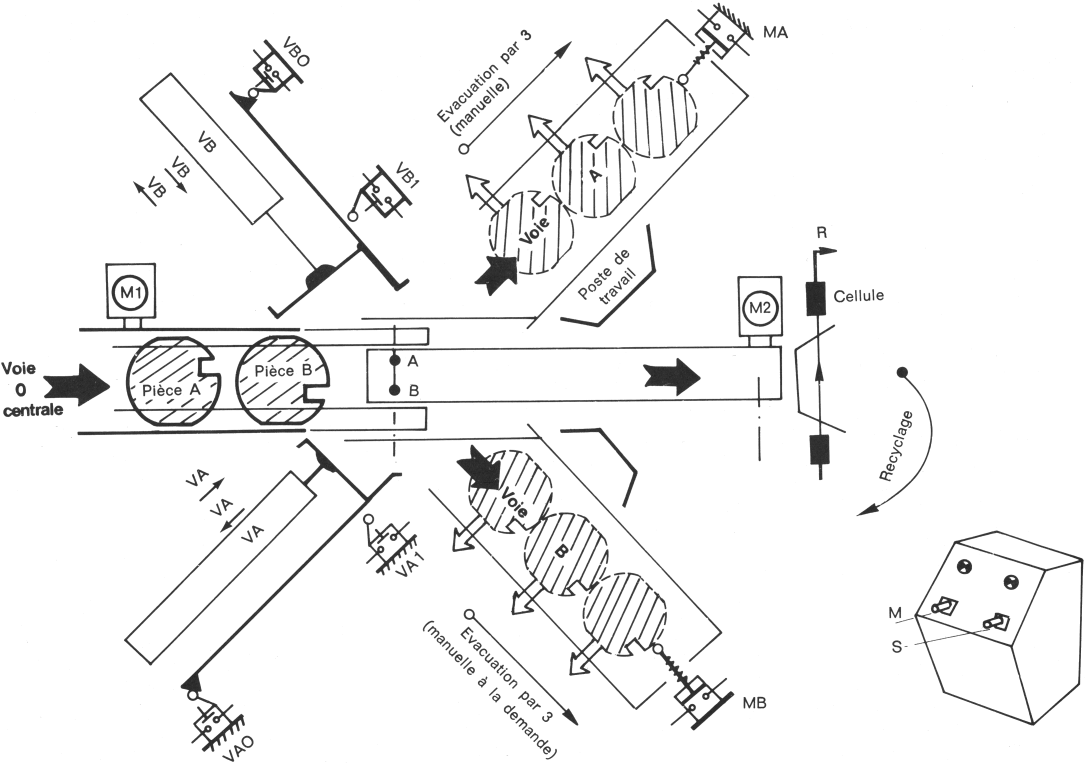 VBO
VB
VB
VB
VB1
Evacuation par 3
(manuelle)
MA
A
Voie
Poste de
travail
R
Cellule
M1
M2
Voie
O
centrale
Pièce A
Pièce B
A
B
Recyclage
VA
VA
VA
VA1
VAO
Voie
B
Evacuation par 3
(manuelle à la demande)
MB
M
S